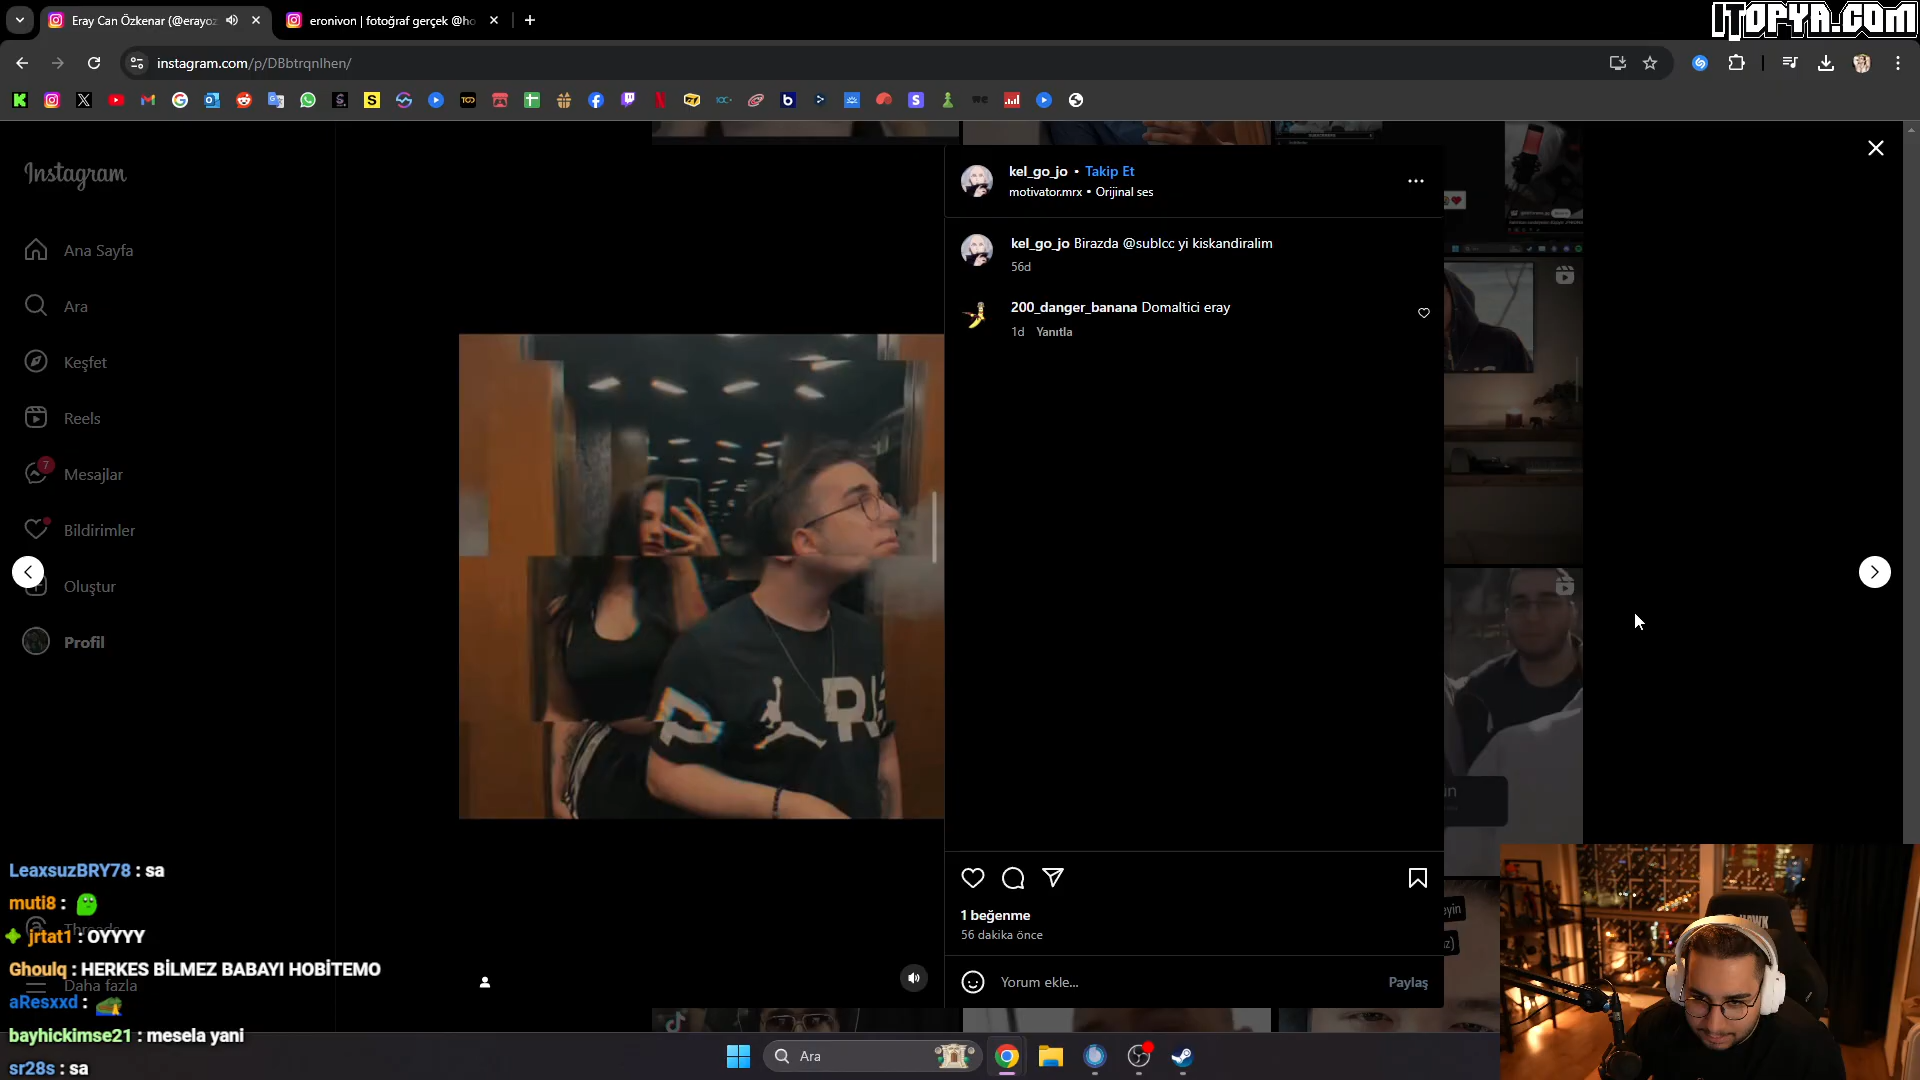 Eray Can Özkenar (@erayoz
eronivon | fotoğraf gerçek @ho
ITOPYA.COM
instagram.com/p/DBbtrqnIhen/
Instagram
Ana Sayfa
Ara
Keşfet
Reels
7
Mesajlar
Bildirimler
Oluştur
Profil
Threads
Daha fazla
kel_go_jo • Takip Et
motivator.mrx • Orijinal ses
kel_go_jo Birazda @sublcc yi kiskandiralim
56d
200_danger_banana Domaltici eray
1d Yanıtla
1 beğenme
56 dakika önce
Yorum ekle...
Paylaş
LeaxsuzBRY78 : sa
muti8 :
jrtat1 : OYYYY
Ghoulq : HERKES BİLMEZ BABAYI HOBİTEMO
aResxxd :
bayhickimse21 : mesela yani
sr28s : sa
Ara